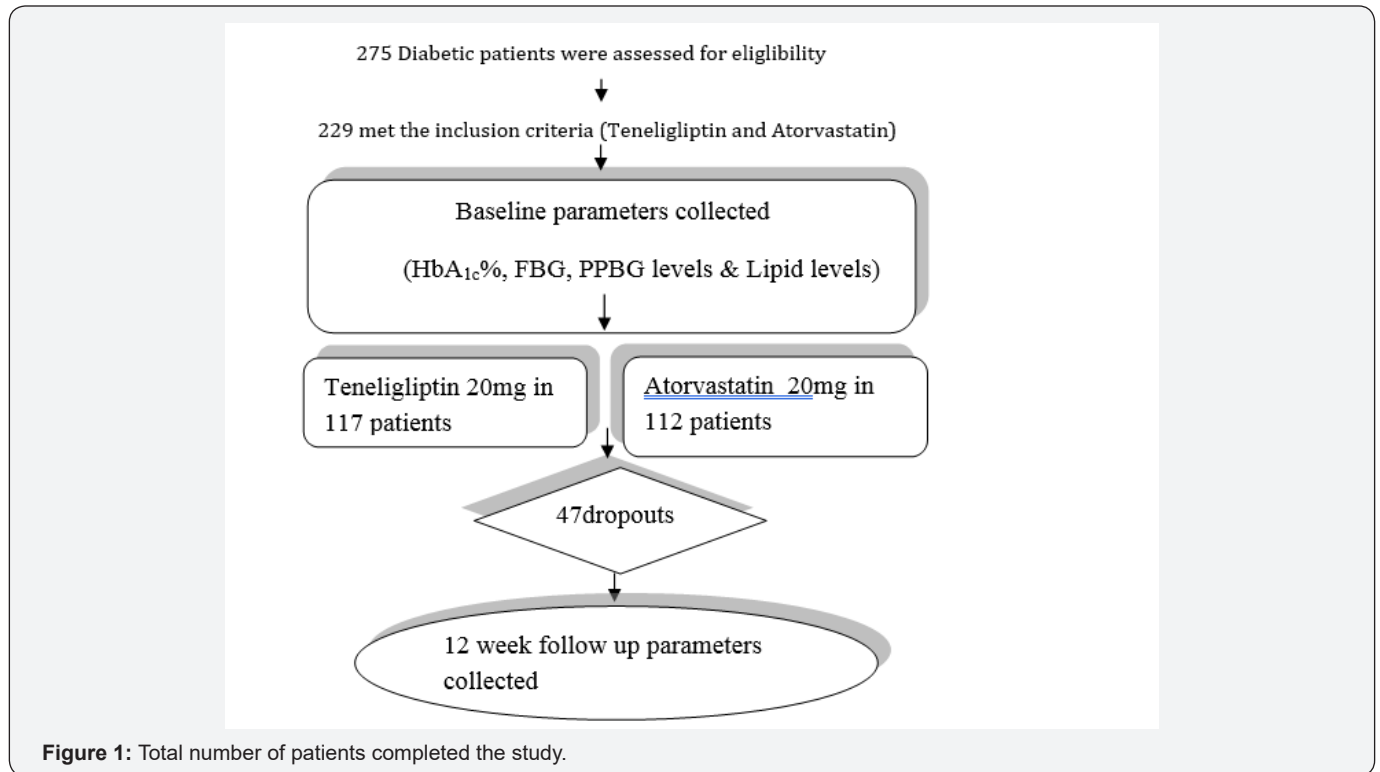 275 Diabetic patients were assessed for eliglibility
229 met the inclusion criteria (Teneligliptin and Atorvastatin)
Baseline parameters collected
(HbA1c%, FBG, PPBG levels & Lipid levels)
Teneligliptin 20mg in
117 patients
Atorvastatin 20mg in
112 patients
47dropouts
12 week follow up parameters
collected
Figure 1: Total number of patients completed the study.